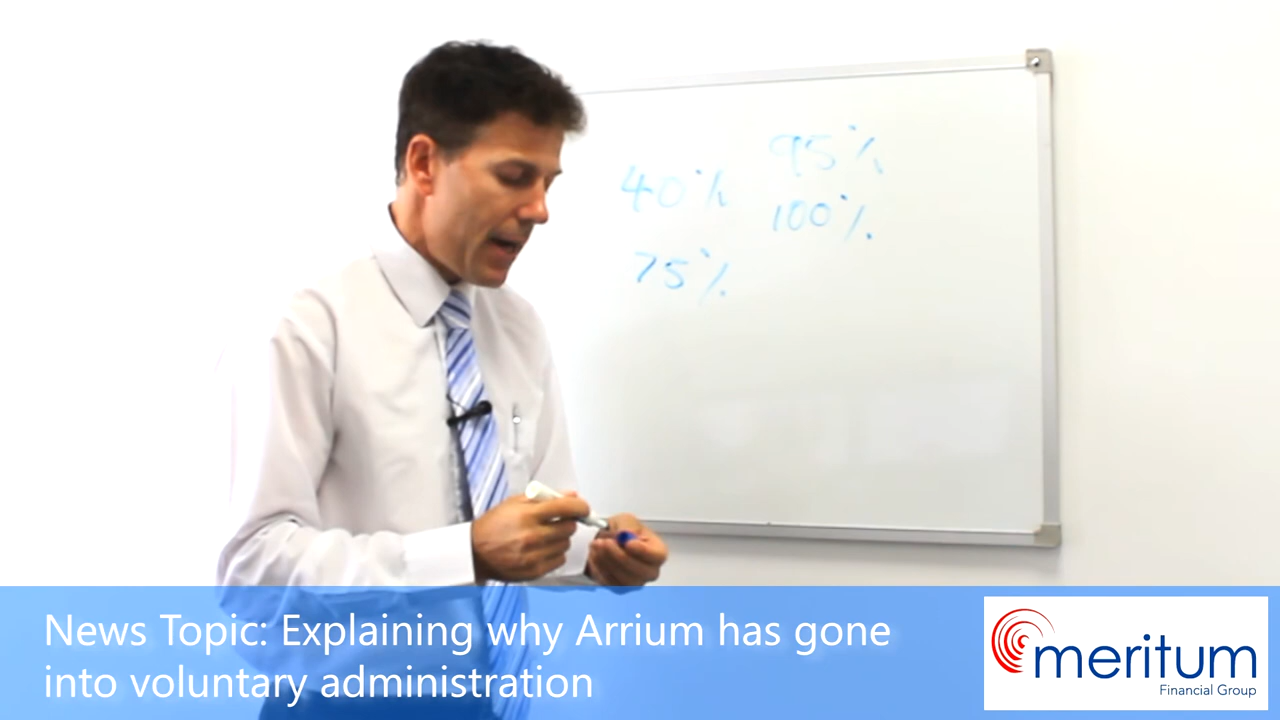 95%
40%
100%
75%
News Topic: Explaining why Arrium has gone
into voluntary administration
meritum
Financial Group